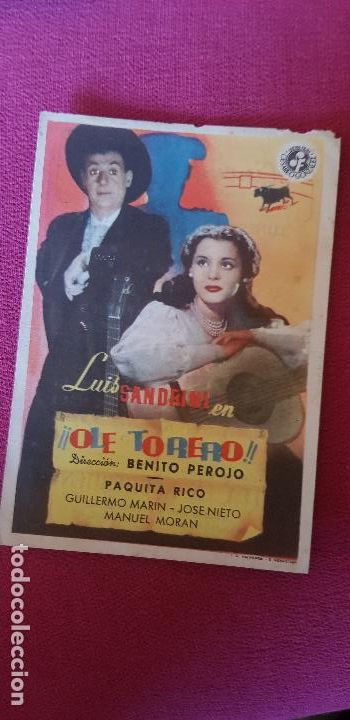 Luis SANDRINI en
¡¡OLE TORERO!!
Dirección: BENITO PEROJO
PAQUITA RICO
GUILLERMO MARIN - JOSE NIETO
MANUEL MORAN
todocoleccion